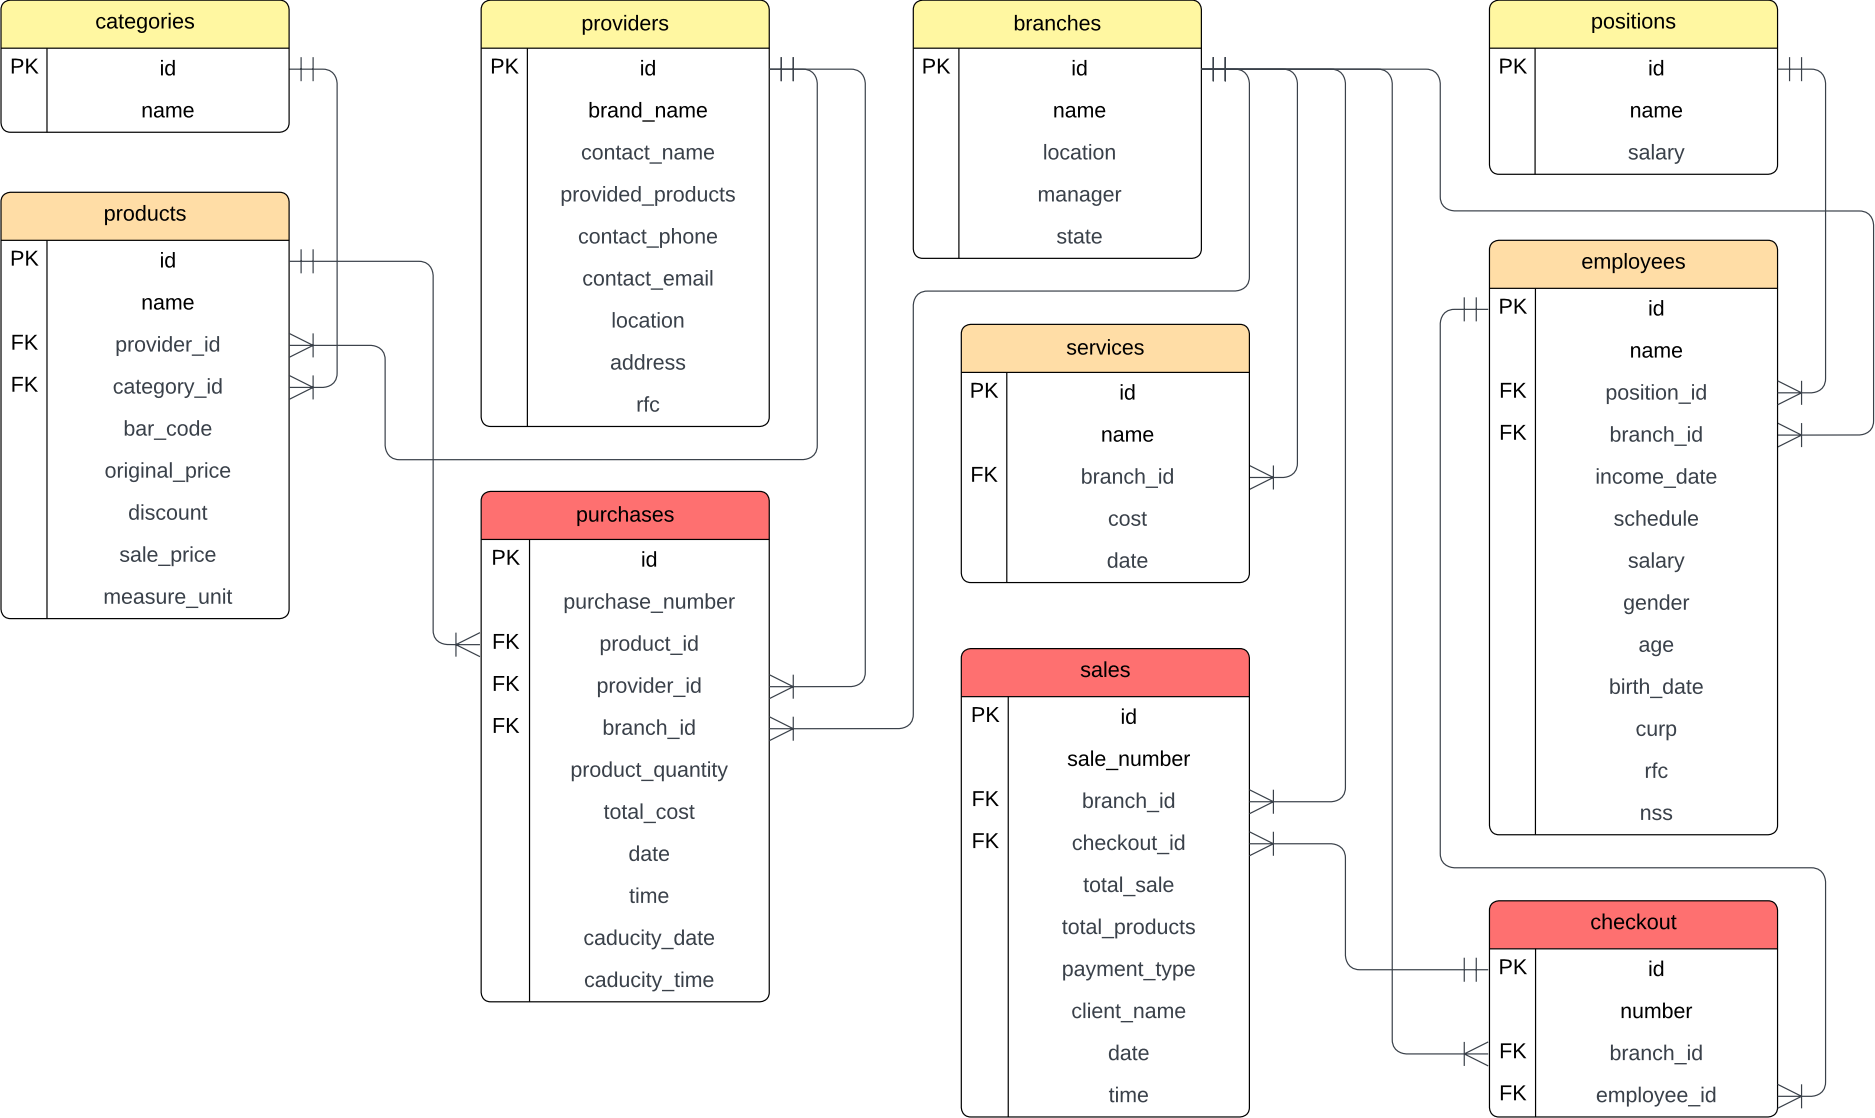 categories
PK id
name
products
PK id
name
FK provider_id
FK category_id
bar_code
original_price
discount
sale_price
measure_unit
providers
PK id
brand_name
contact_name
provided_products
contact_phone
contact_email
location
address
rfc
purchases
PK id
purchase_number
FK product_id
FK provider_id
FK branch_id
product_quantity
total_cost
date
time
caducity_date
caducity_time
branches
PK id
name
location
manager
state
services
PK id
name
FK branch_id
cost
date
sales
PK id
sale_number
FK branch_id
FK checkout_id
total_sale
total_products
payment_type
client_name
date
time
positions
PK id
name
salary
employees
PK id
name
FK position_id
FK branch_id
income_date
schedule
salary
gender
age
birth_date
curp
rfc
nss
checkout
PK id
number
FK branch_id
FK employee_id